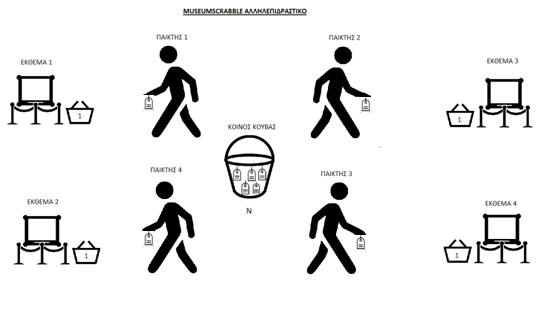 MUSEUMSCRABBLE ΑΛΛΗΛΕΠΙΔΡΑΣΤΙΚΟ
ΠΑΙΚΤΗΣ 1
ΠΑΙΚΤΗΣ 2
ΕΚΘΕΜΑ 1
ΕΚΘΕΜΑ 3
1
1
ΚΟΙΝΟΣ ΚΟΥΒΑΣ
ΠΑΙΚΤΗΣ 4
ΠΑΙΚΤΗΣ 3
ΕΚΘΕΜΑ 2
ΕΚΘΕΜΑ 4
N
1
1